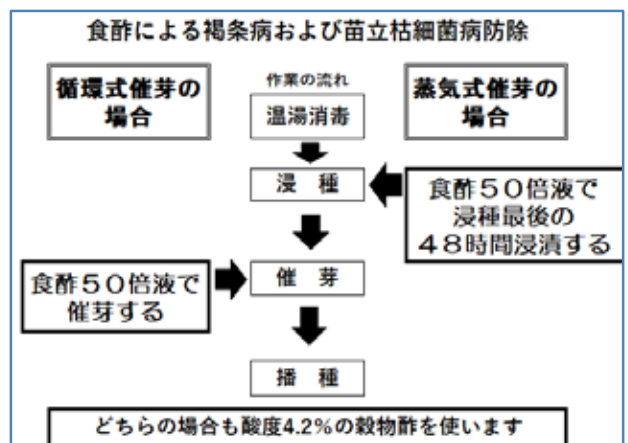 食酢による褐条病および苗立枯細菌病防除
循環式催芽の
場合
作業の流れ
温湯消毒
蒸気式催芽の
場合
浸 種
食酢５０倍液で
浸種最後の
４８時間浸漬する
食酢５０倍液で
催芽する
催 芽
播 種
どちらの場合も酸度4.2%の穀物酢を使います